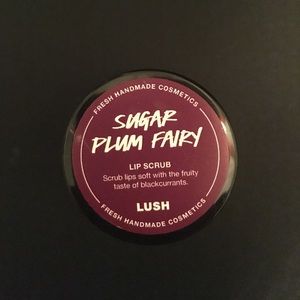 FRESH HANDMADE COSMETICS
SUGAR
PLUM FAIRY
LIP SCRUB
Scrub lips soft with the fruity
taste of blackcurrants.
LUSH
FRESH HANDMADE COSMETICS